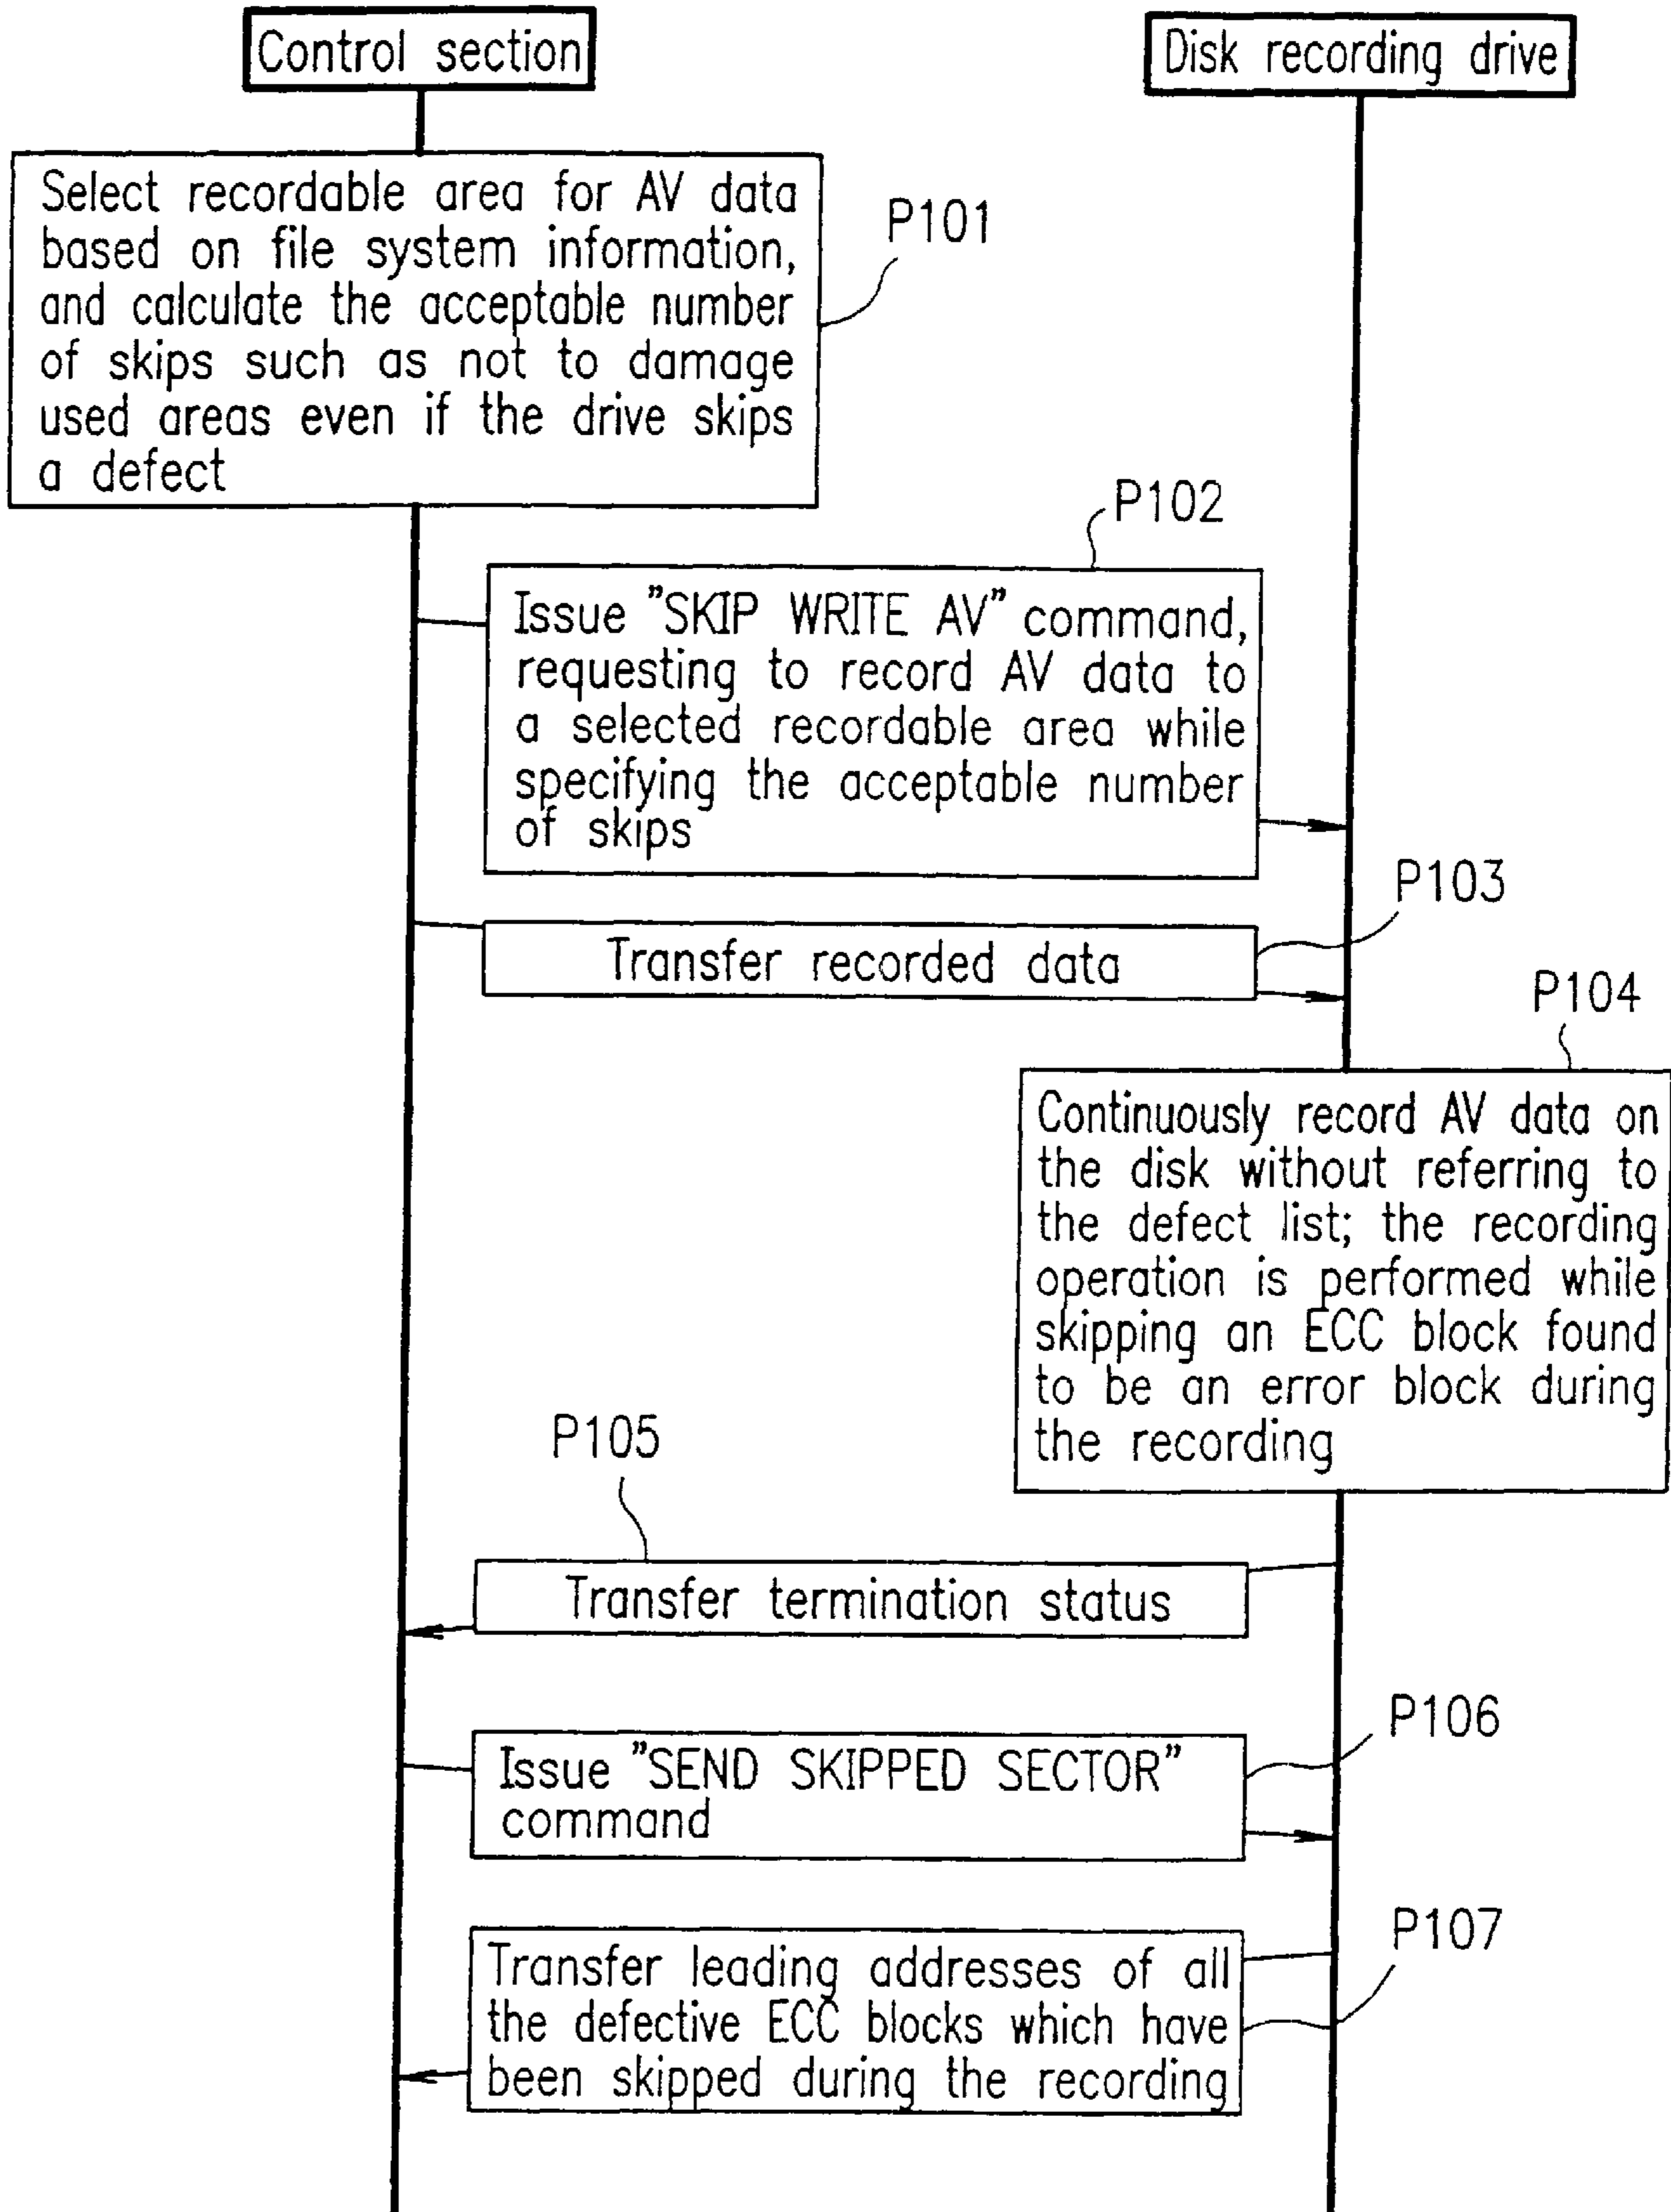 Control section
Disk recording drive
Select recordable area for AV data
based on file system information,
and calculate the acceptable number
of skips such as not to damage
used areas even if the drive skips
a defect
P101
P102
Issue "SKIP WRITE AV" command,
requesting to record AV data to
a selected recordable area while
specifying the acceptable number
of skips
P103
Transfer recorded data
P104
Continuously record AV data on
the disk without referring to
the defect list; the recording
operation is performed while
skipping an ECC block found
to be an error block during
the recording
P105
Transfer termination status
P106
Issue "SEND SKIPPED SECTOR"
command
P107
Transfer leading addresses of all
the defective ECC blocks which have
been skipped during the recording